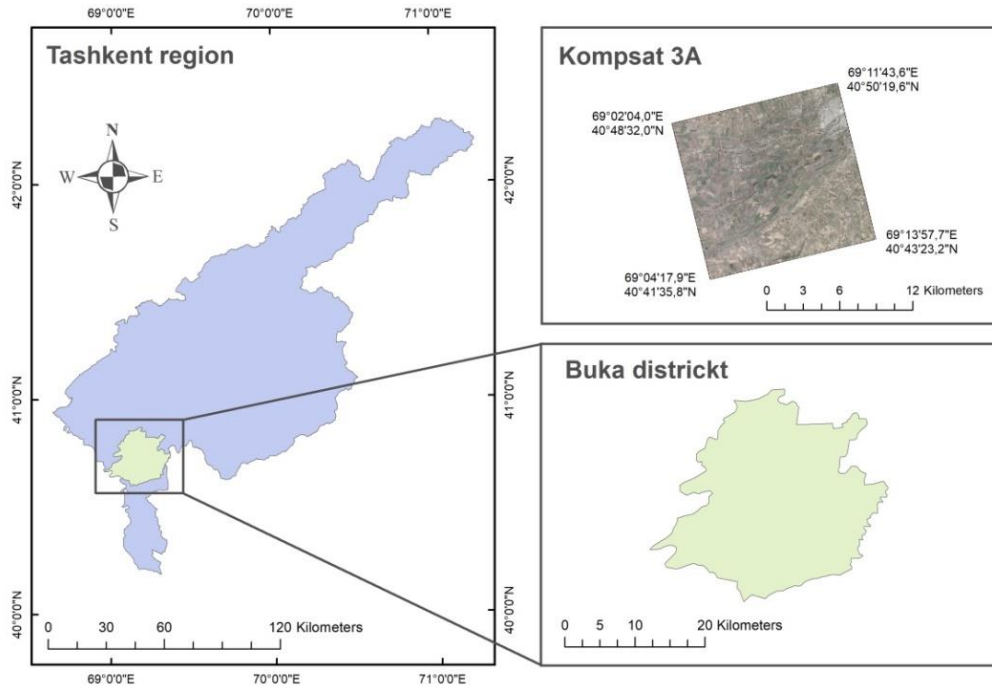 69°0'0"E
70°0'0"E
71°0'0"E
Tashkent region
N
W
E
S
42°0'0"N
42°0'0"N
41°0'0"N
41°0'0"N
40°0'0"N
40°0'0"N
0 30 60 120 Kilometers
69°0'0"E
70°0'0"E
71°0'0"E
Kompsat 3A
69°11'43,6"E
40°50'19,6"N
69°02'04,0"E
40°48'32,0"N
69°13'57,7"E
40°43'23,2"N
69°04'17,9"E
40°41'35,8"N
0 3 6 12 Kilometers
Buka districkt
0 5 10 20 Kilometers